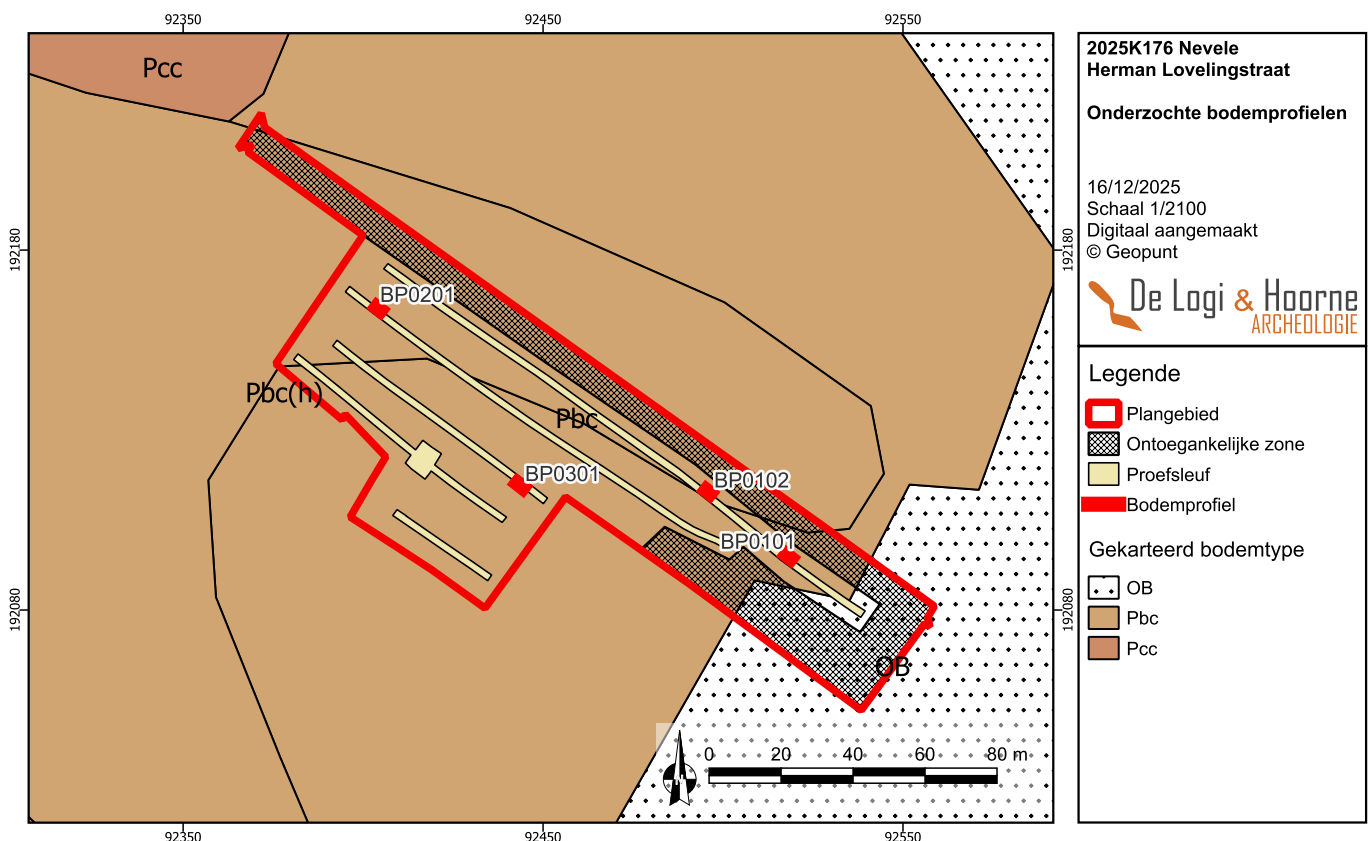 92350
92450
92550
Pcc
192180
192180
BP0201
Pbc(h)
Pbc
BP0301
BP0102
BP0101
192080
192080
OB
0 20 40 60 80 m
92350
92450
92550
2025K176 Nevele
Herman Lovelingstraat
Onderzochte bodemprofielen
16/12/2025
Schaal 1/2100
Digitaal aangemaakt
© Geopunt
De Logi & Hoorne
ARCHEOLOGIE
Legende
Plangebied
Ontoegankelijke zone
Proefsleuf
Bodemprofiel
Gekarteerd bodemtype
OB
Pbc
Pcc